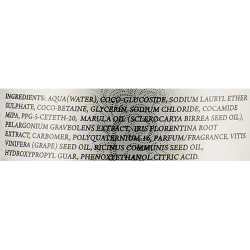 INGREDIENTS: AQUA(WATER), COCO-GLUCOSIDE, SODIUM LAURYL ETHER
SULPHATE, COCO-BETAINE, GLYCERIN, SODIUM CHLORIDE, COCAMIDE
MIPA, PPG-5-CETETH-20, MARULA OIL (SCLEROCARYA BIRREA SEED OIL),
PELARGONIUM GRAVEOLENS EXTRACT, IRIS FLORENTINA ROOT
EXTRACT, CARBOMER, POLYQUATERNIUM-16, PARFUM/FRAGRANCE, VITIS
VINIFERA (GRAPE) SEED OIL, RICINUS COMMUNIS SEED OIL,
HYDROXYPROPYL GUAR, PHENOXYETHANOL CITRIC ACID.